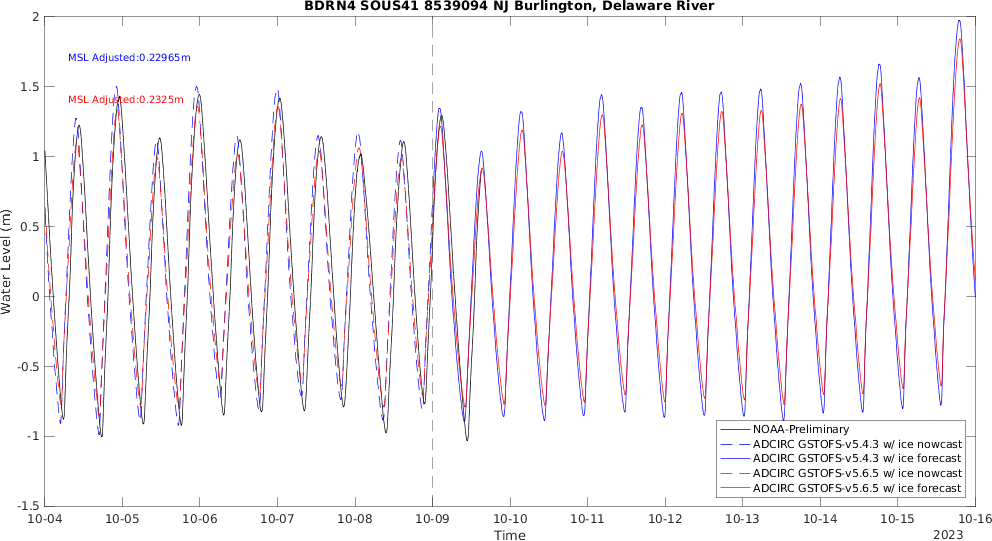 BDRN4 SOUS41 8539094 NJ Burlington, Delaware River
2
1.5
1
0.5
0
-0.5
-1
-1.5
Water Level (m)
MSL Adjusted:0.22965m
MSL Adjusted:0.2325m
NOAA-Preliminary
ADCIRC GSTOFS-v5.4.3 w/ ice nowcast
ADCIRC GSTOFS-v5.4.3 w/ ice forecast
ADCIRC GSTOFS-v5.6.5 w/ ice nowcast
ADCIRC GSTOFS-v5.6.5 w/ ice forecast
10-04 10-05 10-06 10-07 10-08 10-09 10-10 10-11 10-12 10-13 10-14 10-15 10-16
Time
2023